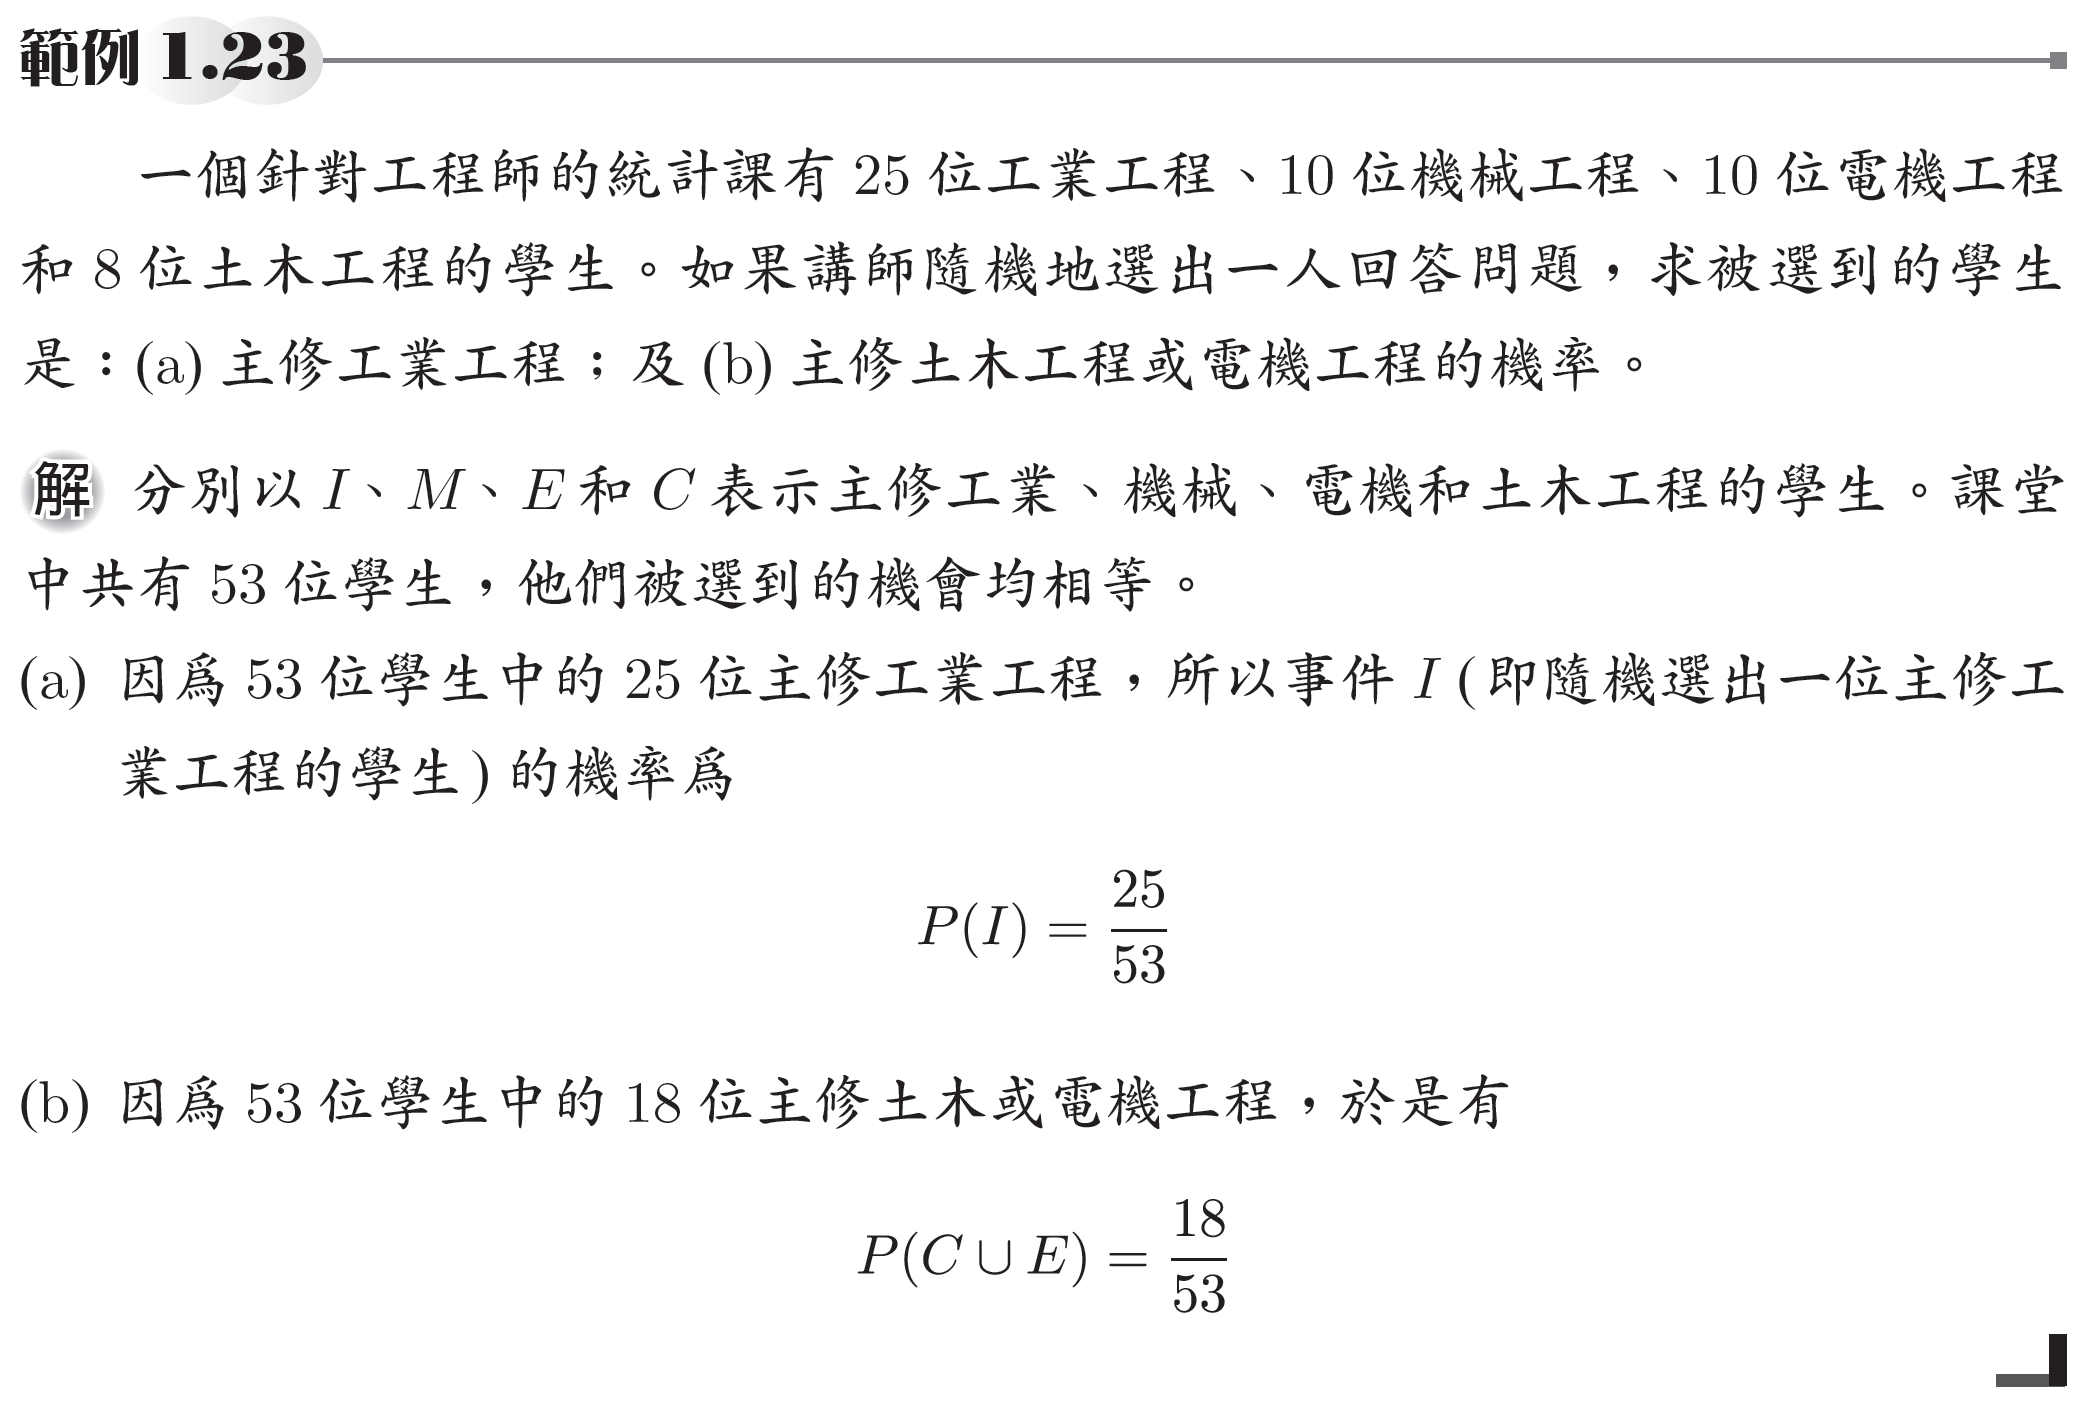 範例 1.23
一個針對工程師的統計課有 25 位工業工程、10 位機械工程、10 位電機工程
和 8 位土木工程的學生。如果講師隨機地選出一人回答問題，求被選到的學生
是：(a) 主修工業工程；及 (b) 主修土木工程或電機工程的機率。
解 分別以 I、M、E 和 C 表示主修工業、機械、電機和土木工程的學生。課堂
中共有 53 位學生，他們被選到的機會均相等。
(a) 因爲 53 位學生中的 25 位主修工業工程，所以事件 I (即隨機選出一位主修工
業工程的學生) 的機率爲
P(I) = 25/53
(b) 因爲 53 位學生中的 18 位主修土木或電機工程，於是有
P(C ∪ E) = 18/53